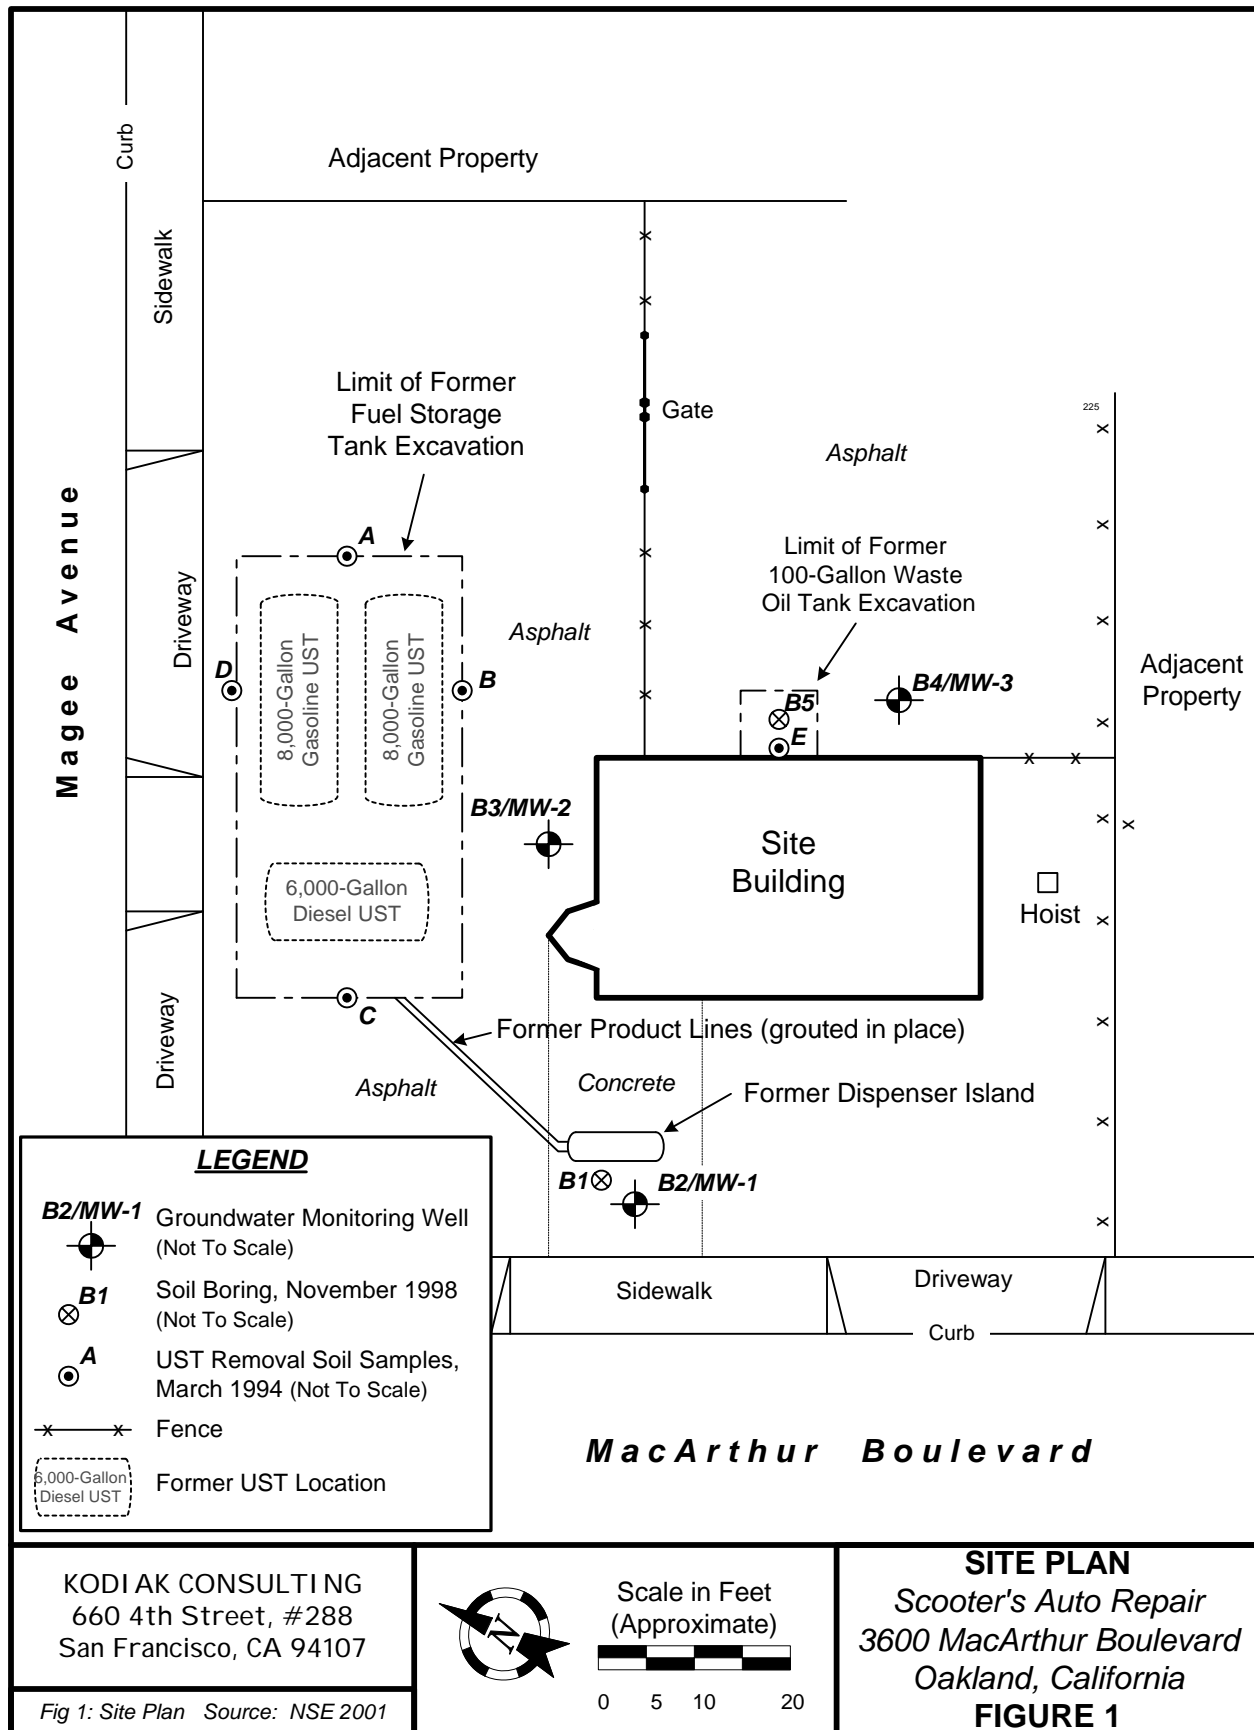 Curb
Adjacent Property
Sidewalk
Limit of Former
Fuel Storage
Tank Excavation
Gate
225
Asphalt
Magee Avenue
Driveway
A
Limit of Former
100-Gallon Waste
Oil Tank Excavation
Asphalt
8,000-Gallon
Gasoline UST
8,000-Gallon
Gasoline UST
D
B
B5
B4/MW-3
E
Adjacent
Property
B3/MW-2
Site
Building
6,000-Gallon
Diesel UST
Hoist
C
Former Product Lines (grouted in place)
Driveway
Asphalt
Concrete
Former Dispenser Island
B1
B2/MW-1
Sidewalk
Driveway
Curb
MacArthur Boulevard
LEGEND
B2/MW-1
Groundwater Monitoring Well
(Not To Scale)
B1
Soil Boring, November 1998
(Not To Scale)
A
UST Removal Soil Samples,
March 1994 (Not To Scale)
x x Fence
6,000-Gallon
Diesel UST
Former UST Location
KODIAK CONSULTING
660 4th Street, #288
San Francisco, CA 94107
Fig 1: Site Plan Source: NSE 2001
N
Scale in Feet
(Approximate)
0 5 10 20
SITE PLAN
Scooter's Auto Repair
3600 MacArthur Boulevard
Oakland, California
FIGURE 1